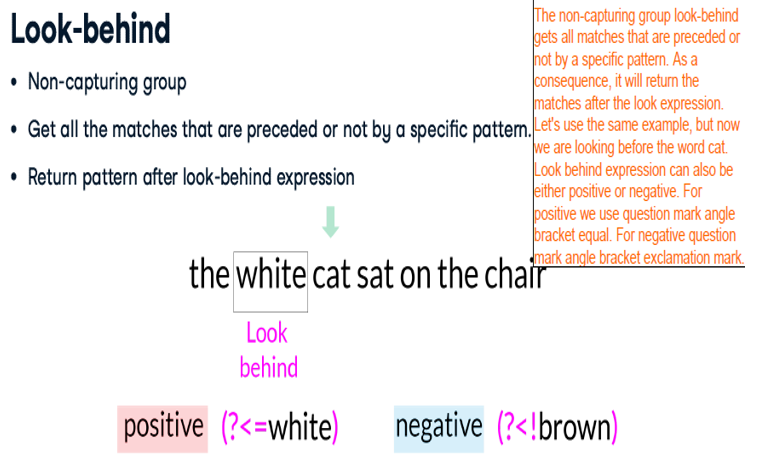 Look-behind
• Non-capturing group
• Get all the matches that are preceded or not by a specific pattern.
• Return pattern after look-behind expression
The non-capturing group look-behind
gets all matches that are preceded or
not by a specific pattern. As a
consequence, it will return the
matches after the look expression.
Let's use the same example, but now
we are looking before the word cat.
Look behind expression can also be
either positive or negative. For
positive we use question mark angle
bracket equal. For negative question
mark angle bracket exclamation mark.
the white cat sat on the chair
Look
behind
positive (?<=white) negative (?<!brown)